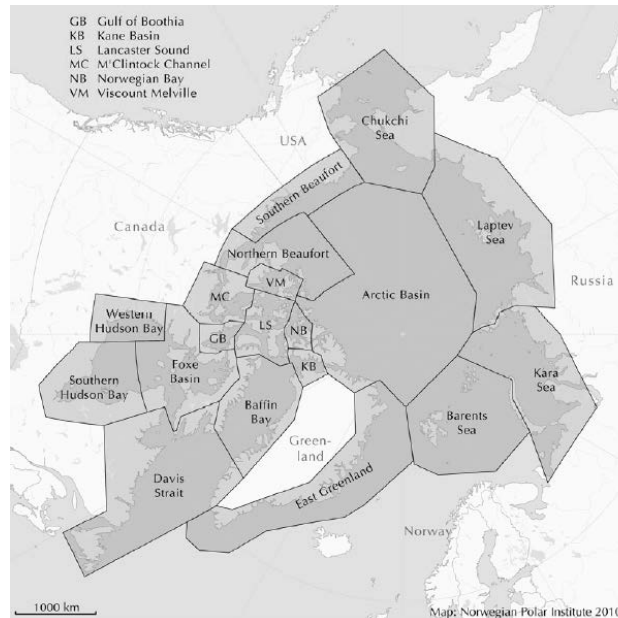 GB Gulf of Boothia
KB Kane Basin
LS Lancaster Sound
MC M'Clintock Channel
NB Norwegian Bay
VM Viscount Melville
Chukchi
Sea
USA
Southern Beaufort
Canada
Laptev
Sea
Northern Beaufort
VM
Russia
MC
Arctic Basin
Western
Hudson Bay
LS
NB
GB
Foxe
Basin
KB
Kara
Sea
Southern
Hudson Bay
Baffin
Bay
Barents
Sea
Green-
land
Davis
Strait
East Greenland
Norway
1000 km
Map: Norwegian Polar Institute 2010